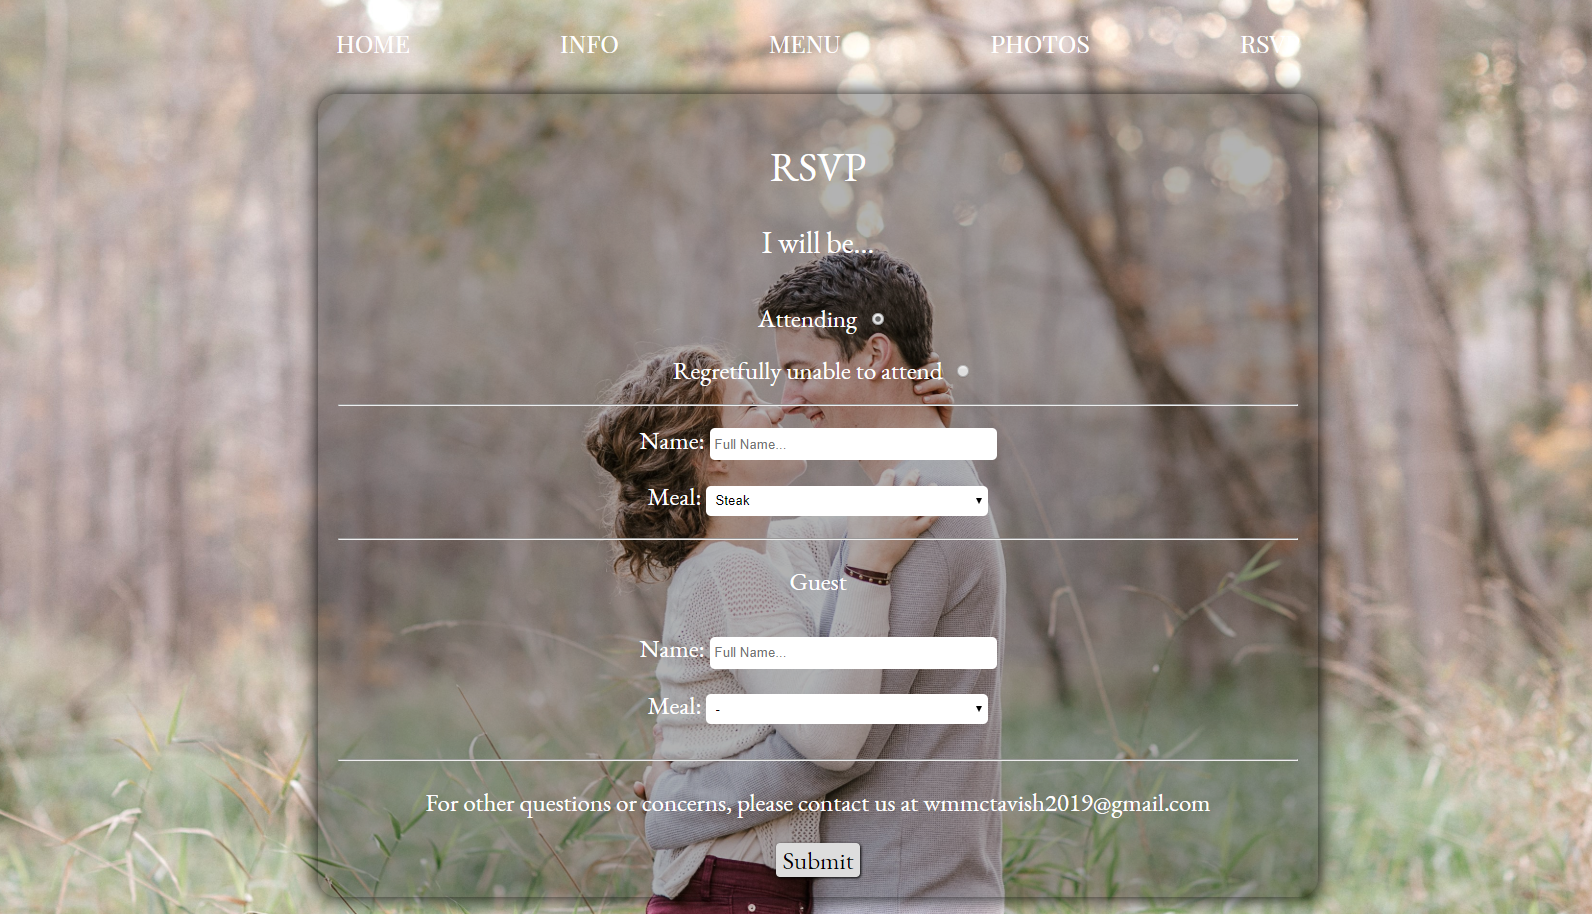 HOME INFO MENU PHOTOS RSVP
RSVP
I will be...
Attending
Regretfully unable to attend
Name: Full Name...
Meal: Steak
Guest
Name: Full Name...
Meal: -
For other questions or concerns, please contact us at wmmctavish2019@gmail.com
Submit